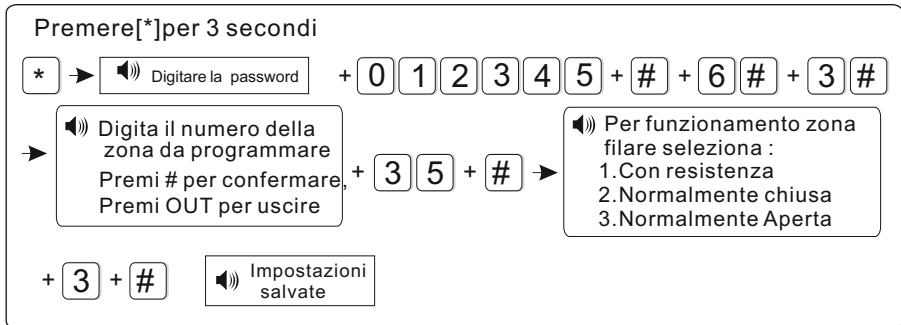 Premere[*]per 3 secondi
* Digitare la password + 0 1 2 3 4 5 + # + 6 # + 3 #
Digita il numero della
zona da programmare
Premi # per confermare,
Premi OUT per uscire
+ 3 5 + #
Per funzionamento zona
filare seleziona :
1.Con resistenza
2.Normalmente chiusa
3.Normalmente Aperta
+ 3 + #
Impostazioni
salvate